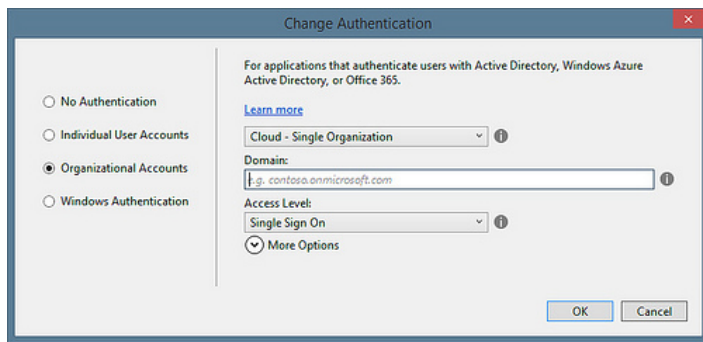 Change Authentication
For applications that authenticate users with Active Directory, Windows Azure
Active Directory, or Office 365.
No Authentication
Learn more
Individual User Accounts
Cloud - Single Organization
Domain:
Organizational Accounts
e.g. contoso.onmicrosoft.com
Windows Authentication
Access Level:
Single Sign On
More Options
OK
Cancel